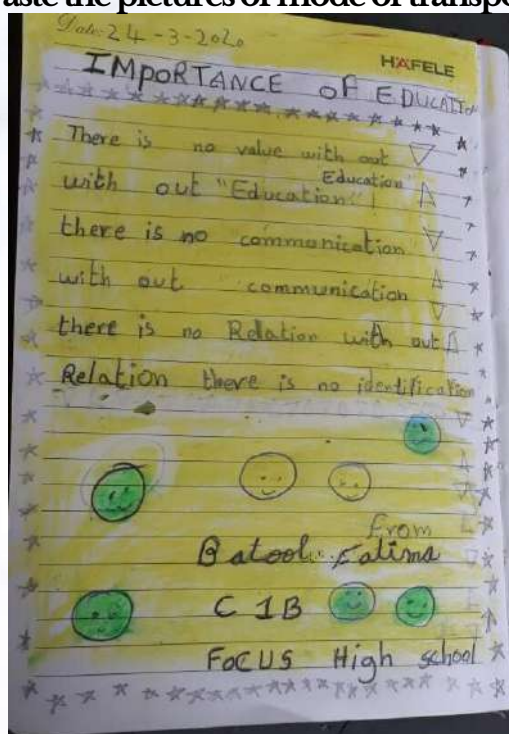 aste the pictures of mode of transpo
Date: 24-3-2020
HAFELE
IMPORTANCE OF EDUCATION
There is no value with out
Education
with out "Education"!
there is no communication
with out communication
there is no Relation with out
Relation there is no identification
From
Batool Fatima
C 1B
FOCUS High school